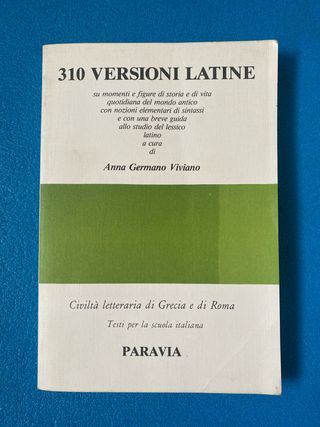 310 VERSIONI LATINE
su momenti e figure di storia e di vita
quotidiana del mondo antico
con nozioni elementari di sintassi
e con una breve guida
allo studio del lessico
latino
a cura
di
Anna Germano Viviano
Civiltà letteraria di Grecia e di Roma
Testi per la scuola italiana
PARAVIA